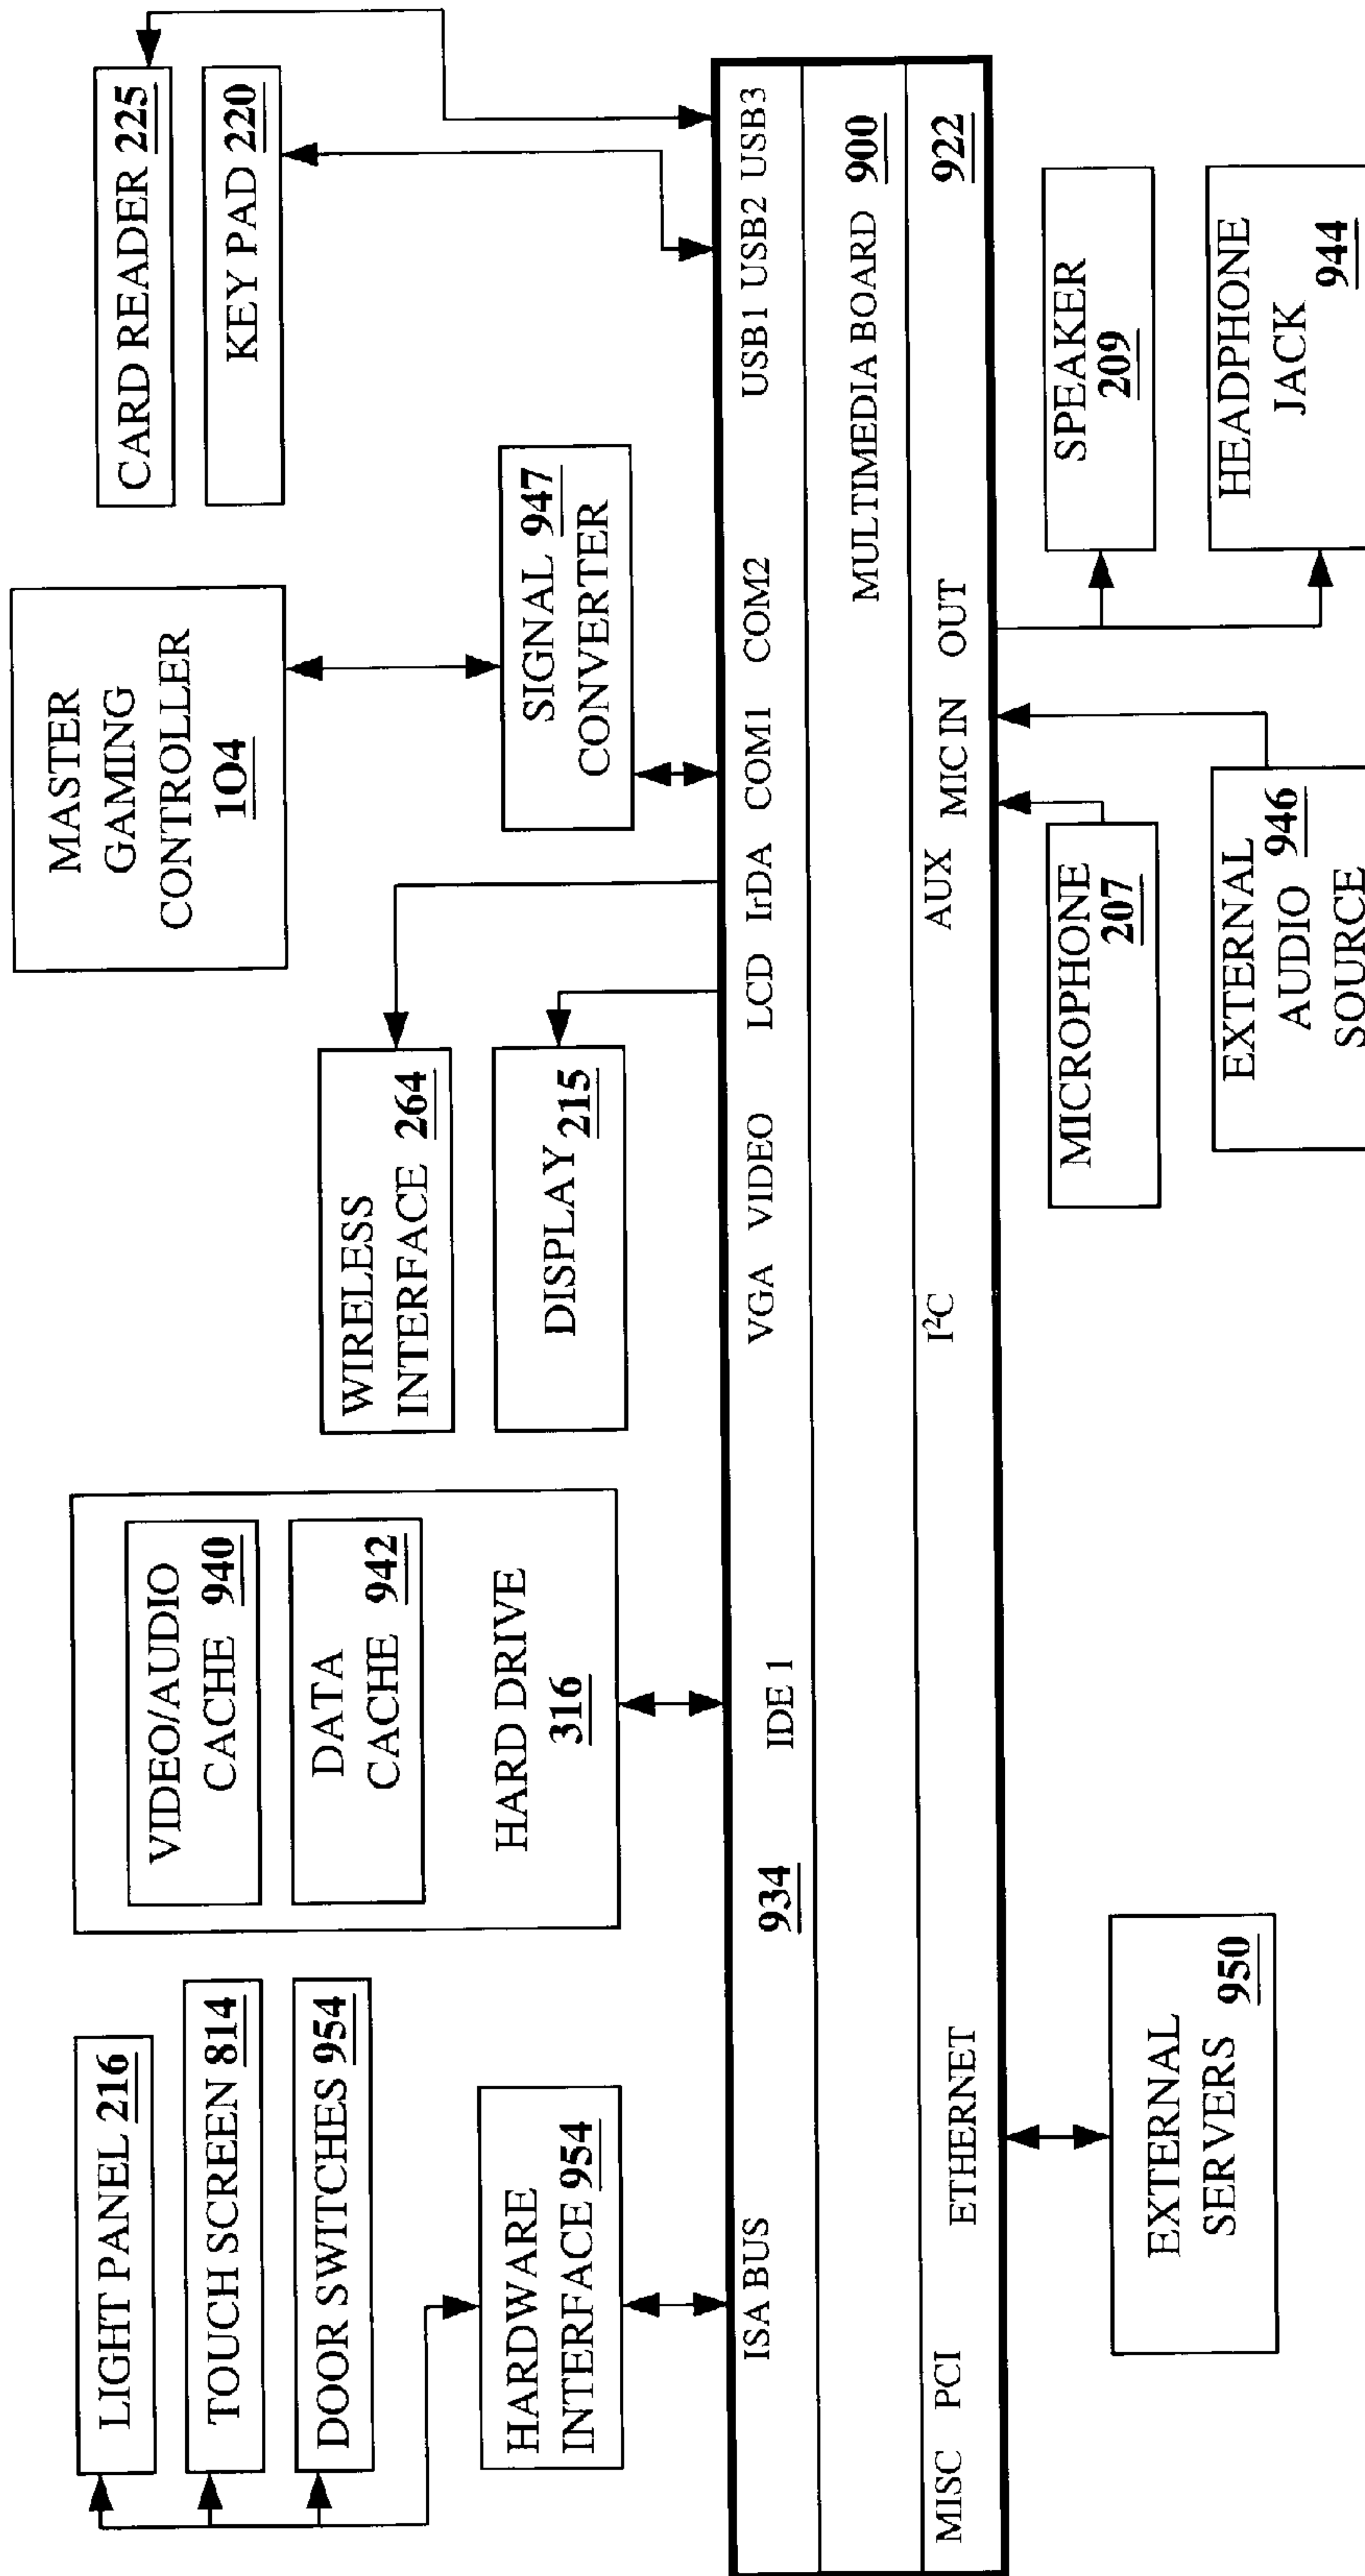 LIGHT PANEL 216
TOUCH SCREEN 814
DOOR SWITCHES 954
HARDWARE
INTERFACE 954
VIDEO/AUDIO
CACHE 940
DATA
CACHE 942
HARD DRIVE
316
WIRELESS
INTERFACE 264
DISPLAY 215
MASTER
GAMING
CONTROLLER
104
SIGNAL 947
CONVERTER
CARD READER 225
KEY PAD 220
ISA BUS 934 IDE 1 VGA VIDEO LCD IrDA COM1 COM2 USB1 USB2 USB3
MULTIMEDIA BOARD 900
MISC PCI ETHERNET I²C AUX MIC IN OUT 922
EXTERNAL
SERVERS 950
MICROPHONE
207
EXTERNAL
AUDIO 946
SOURCE
SPEAKER
209
HEADPHONE
JACK
944